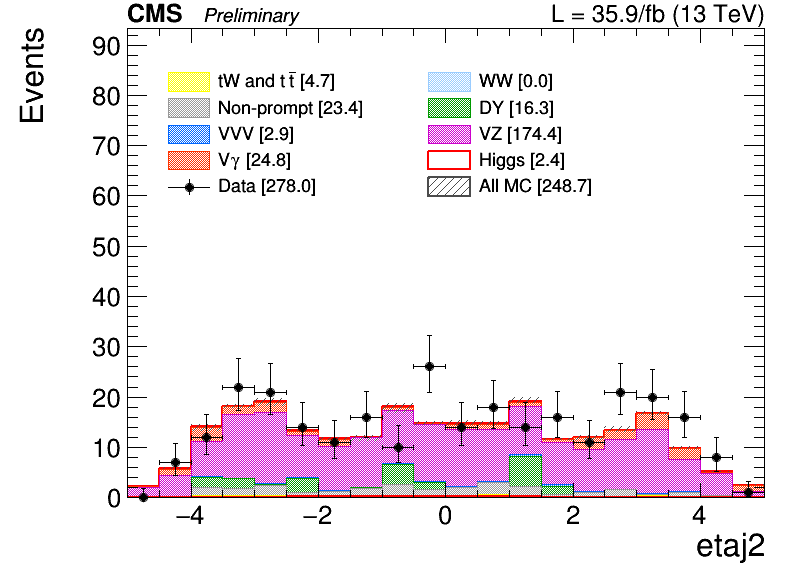 CMS Preliminary L = 35.9/fb (13 TeV)
Events
90
80
70
60
50
40
30
20
10
0
tW and t t̅ [4.7] WW [0.0]
Non-prompt [23.4] DY [16.3]
VVV [2.9] VZ [174.4]
Vγ [24.8] Higgs [2.4]
Data [278.0] All MC [248.7]
−4 −2 0 2 4
etaj2